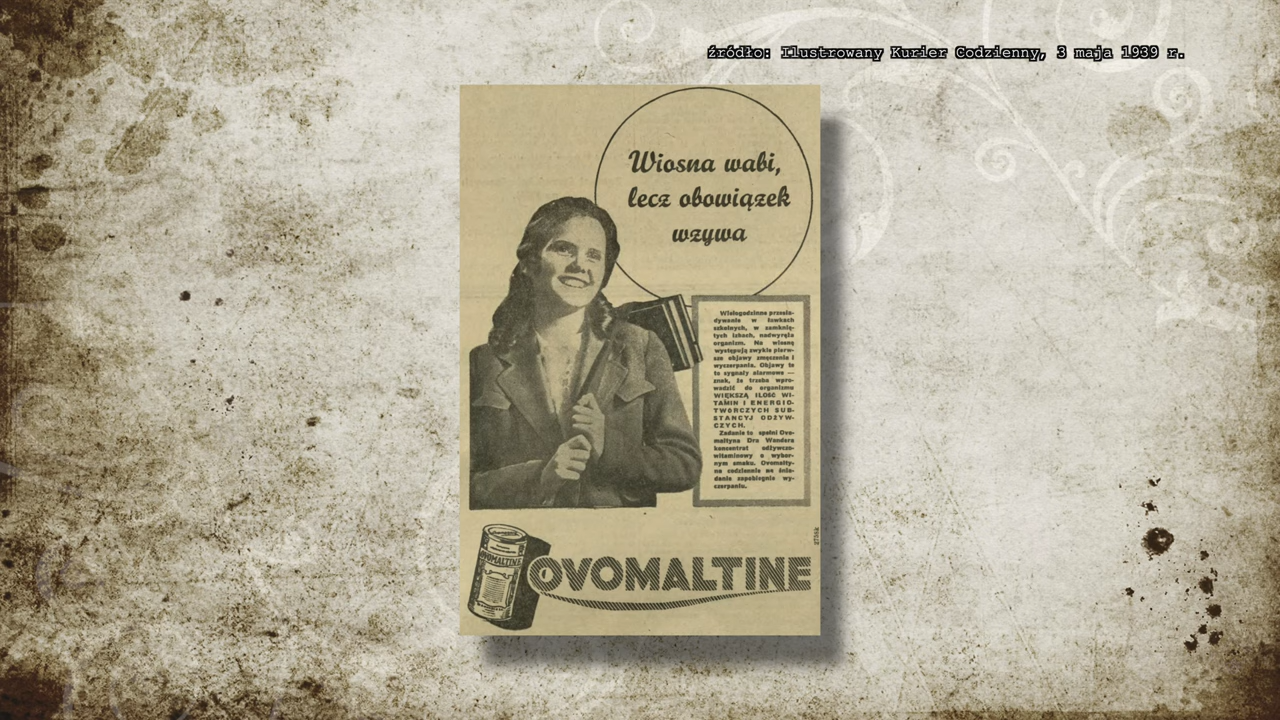 źródło: Ilustrowany Kurier Codzienny, 3 maja 1939 r.
Wiosna wabi,
lecz obowiązek
wzywa
Wielogodzinne przesia-
dywanie w ławkach
szkolnych, w zamknię-
tych izbach, nadwyręża
organizm. Na wiosnę
występują zwykle pierw-
sze objawy zmęczenia i
wyczerpania. Objawy te
to sygnały alarmowe —
znak, że trzeba wpro-
wadzić do organizmu
WIĘKSZĄ ILOŚĆ WI-
TAMIN I ENERGIO-
TWÓRCZYCH SUB-
STANCYJ ODŻYW-
CZYCH.
Zadanie to spełni Ovo-
maltyna Dra Wandera
koncentrat odżywczo-
witaminowy o wybor-
nym smaku. Ovomalty-
na codziennie na śnia-
danie zapobiegnie wy-
czerpaniu.
OVOMALTINE
OVOMALTINE